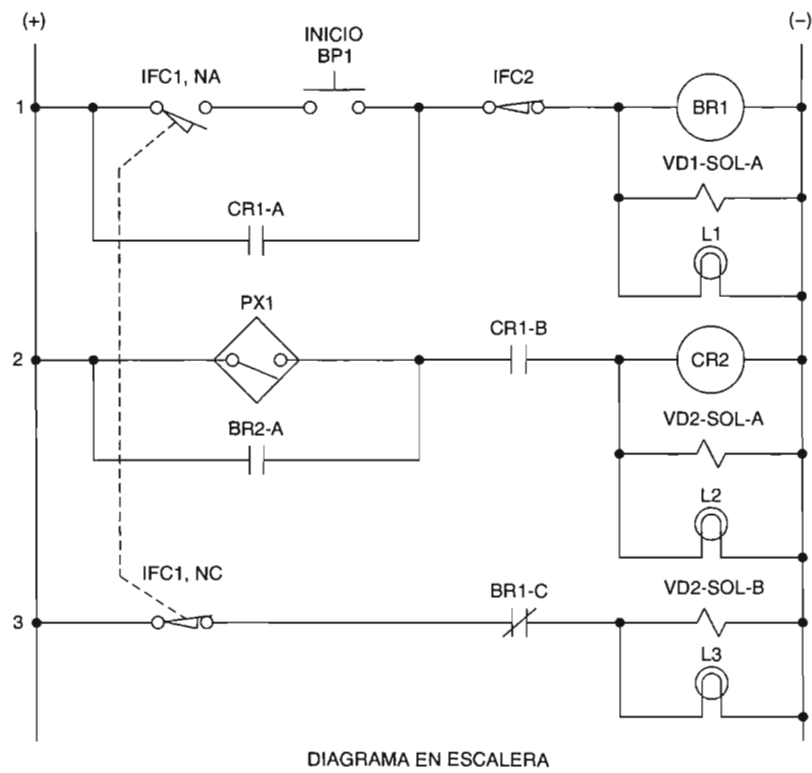 (+)
(−)
INICIO
BP1
IFC1, NA
IFC2
1
BR1
VD1-SOL-A
CR1-A
L1
PX1
CR1-B
2
CR2
BR2-A
VD2-SOL-A
L2
IFC1, NC
BR1-C
VD2-SOL-B
3
L3
DIAGRAMA EN ESCALERA